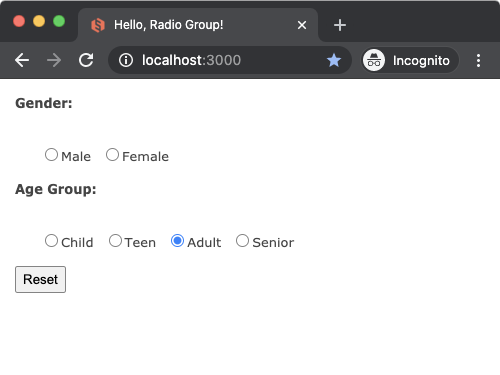 Hello, Radio Group!
localhost:3000
Incognito
Gender:
Male Female
Age Group:
Child Teen Adult Senior
Reset